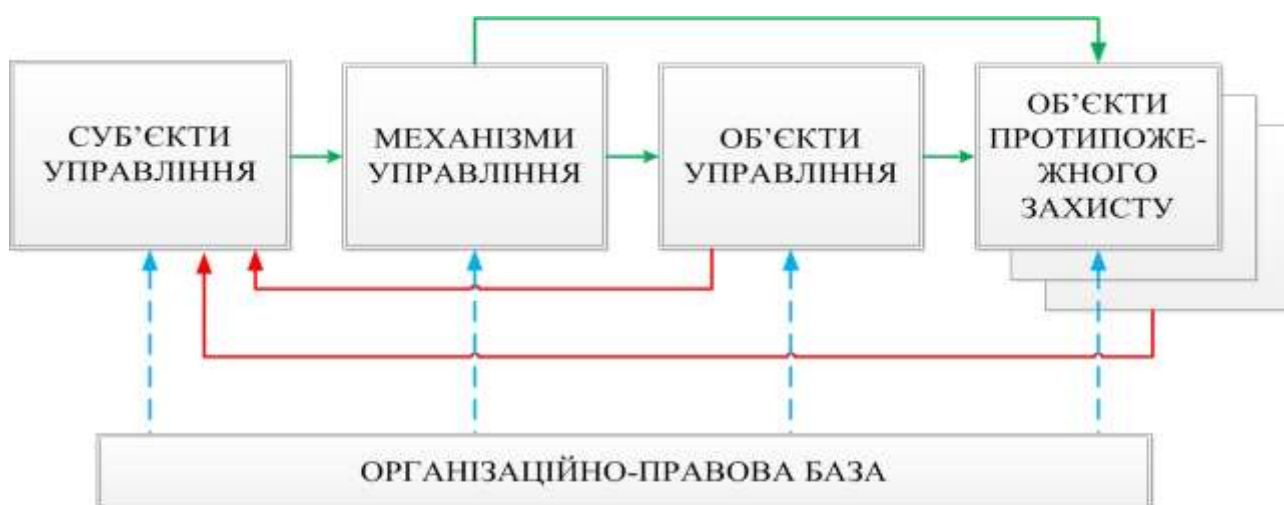 СУБ’ЄКТИ
УПРАВЛІННЯ
МЕХАНІЗМИ
УПРАВЛІННЯ
ОБ’ЄКТИ
УПРАВЛІННЯ
ОБ’ЄКТИ
ПРОТИПОЖЕ-
ЖНОГО
ЗАХИСТУ
ОРГАНІЗАЦІЙНО-ПРАВОВА БАЗА